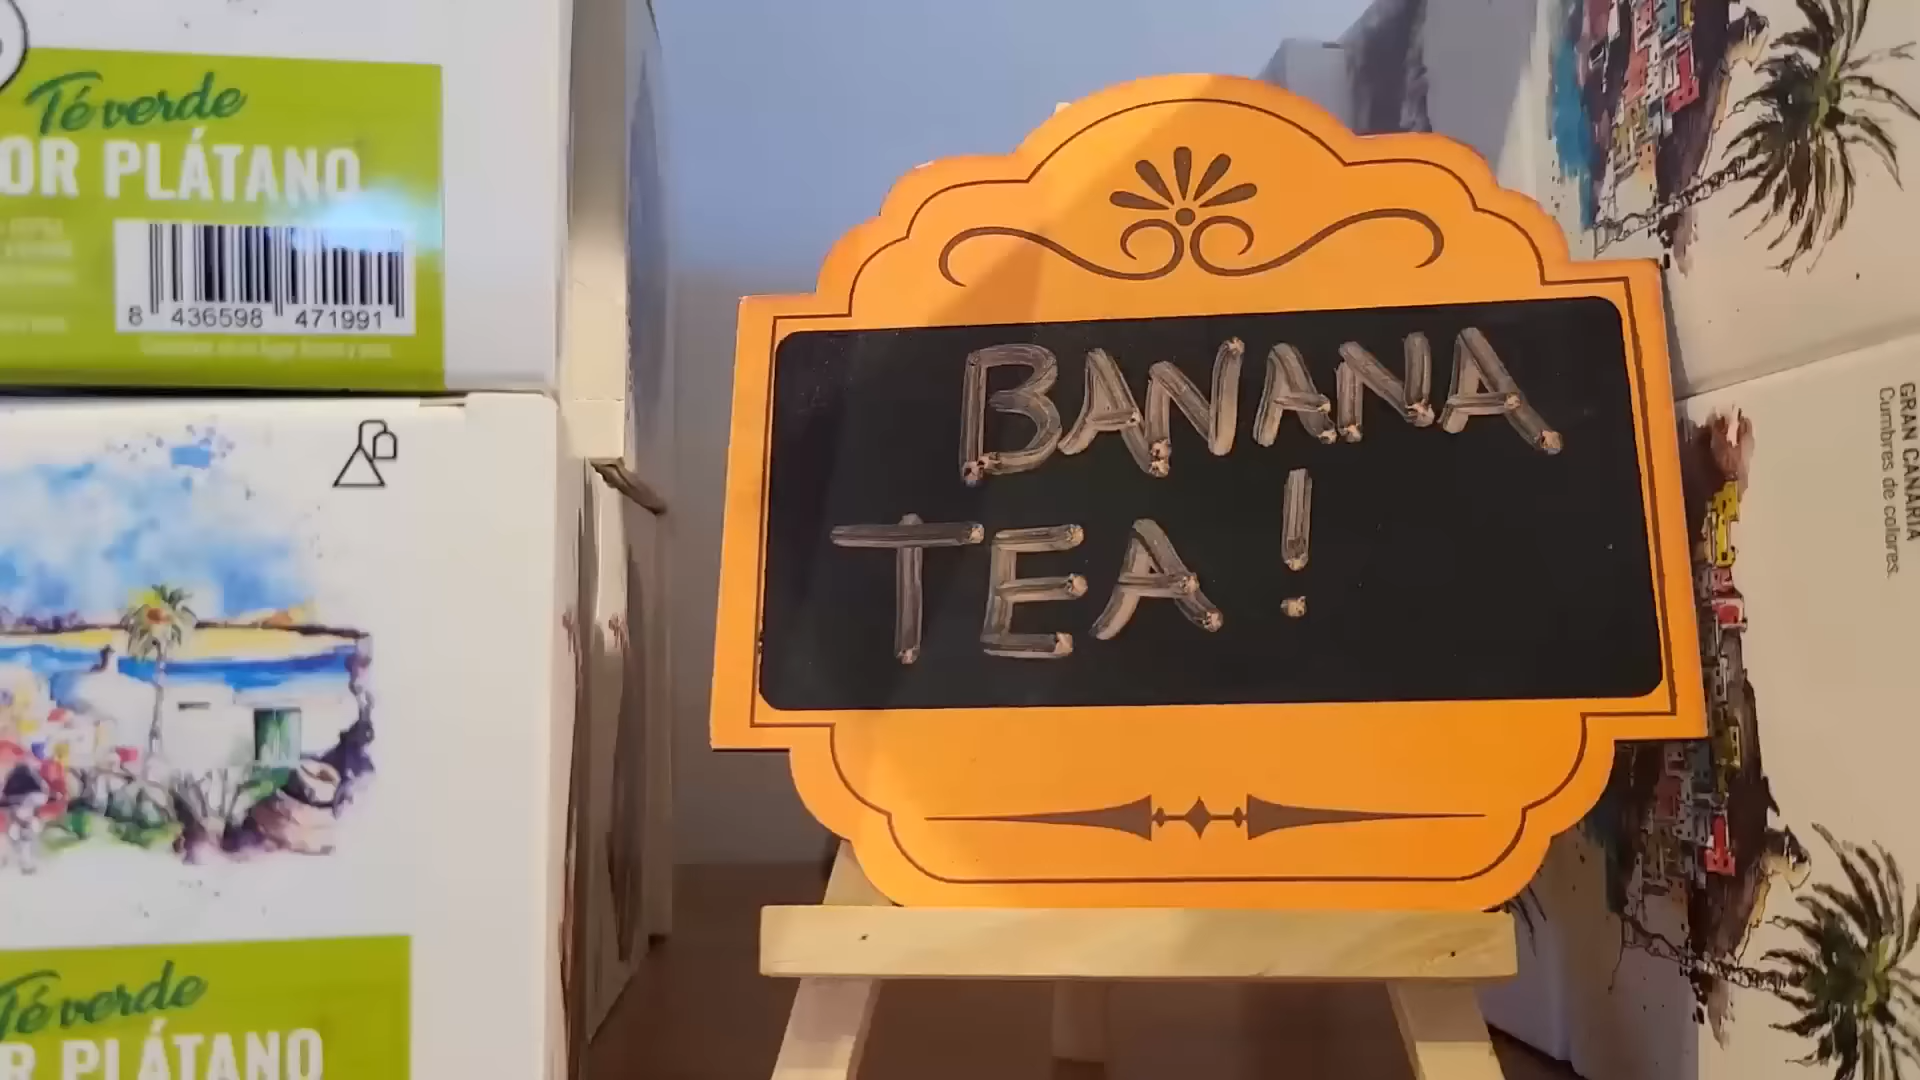 Té verde
OR PLÁTANO
8 436598 471991
BANANA
TEA!
GRAN CANARIA
Cumbres de colores.
Té verde
R PLÁTANO